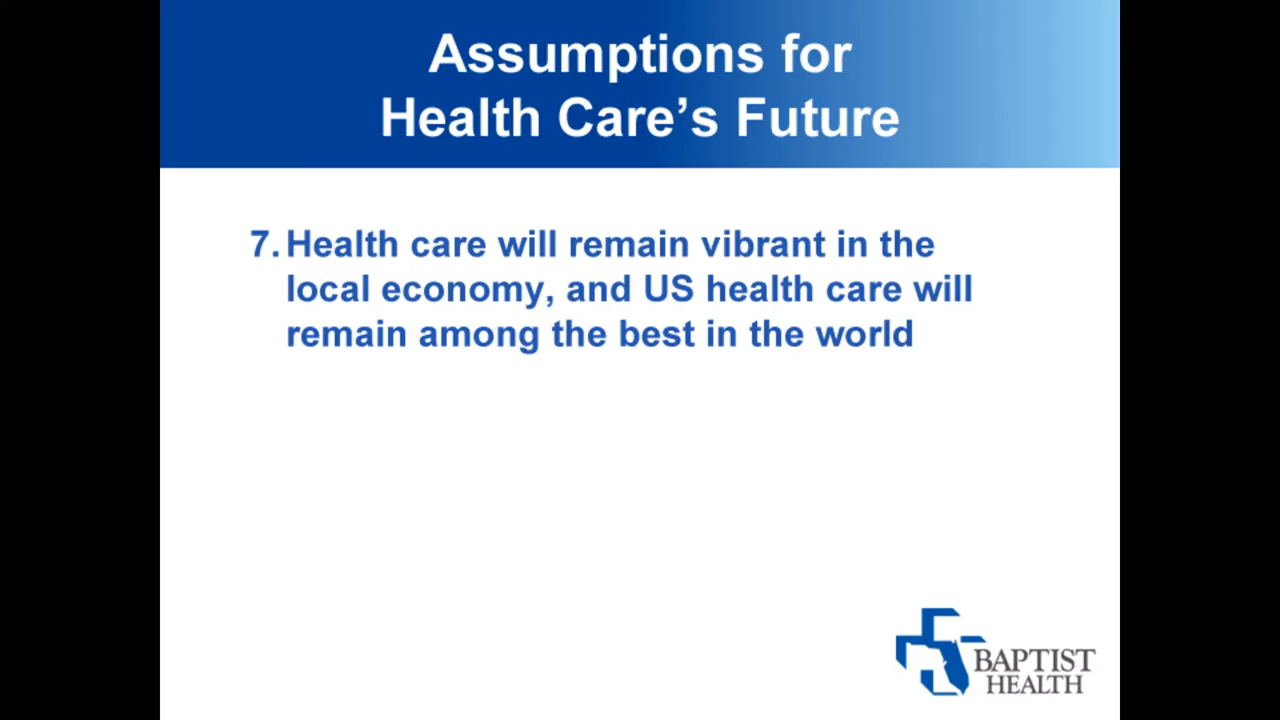 Assumptions for
Health Care's Future
7. Health care will remain vibrant in the
local economy, and US health care will
remain among the best in the world
BAPTIST
HEALTH